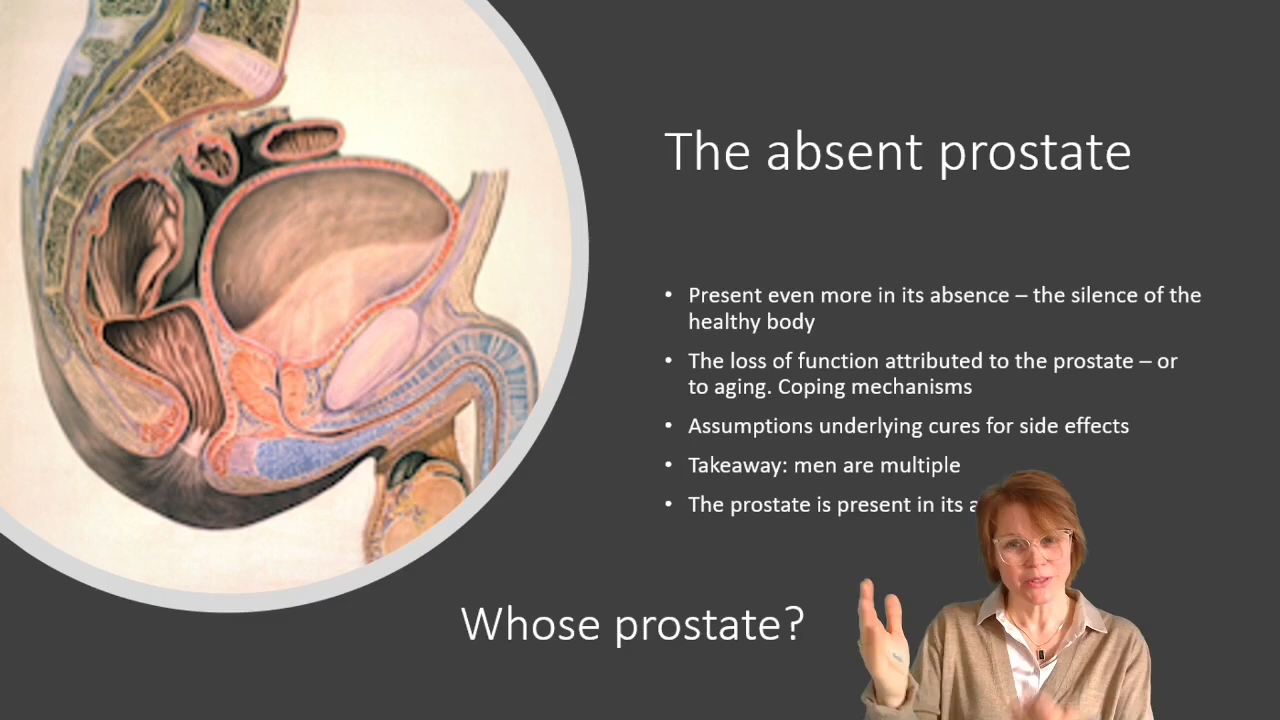 The absent prostate
• Present even more in its absence – the silence of the
healthy body
• The loss of function attributed to the prostate – or
to aging. Coping mechanisms
• Assumptions underlying cures for side effects
• Takeaway: men are multiple
• The prostate is present in its
Whose prostate?